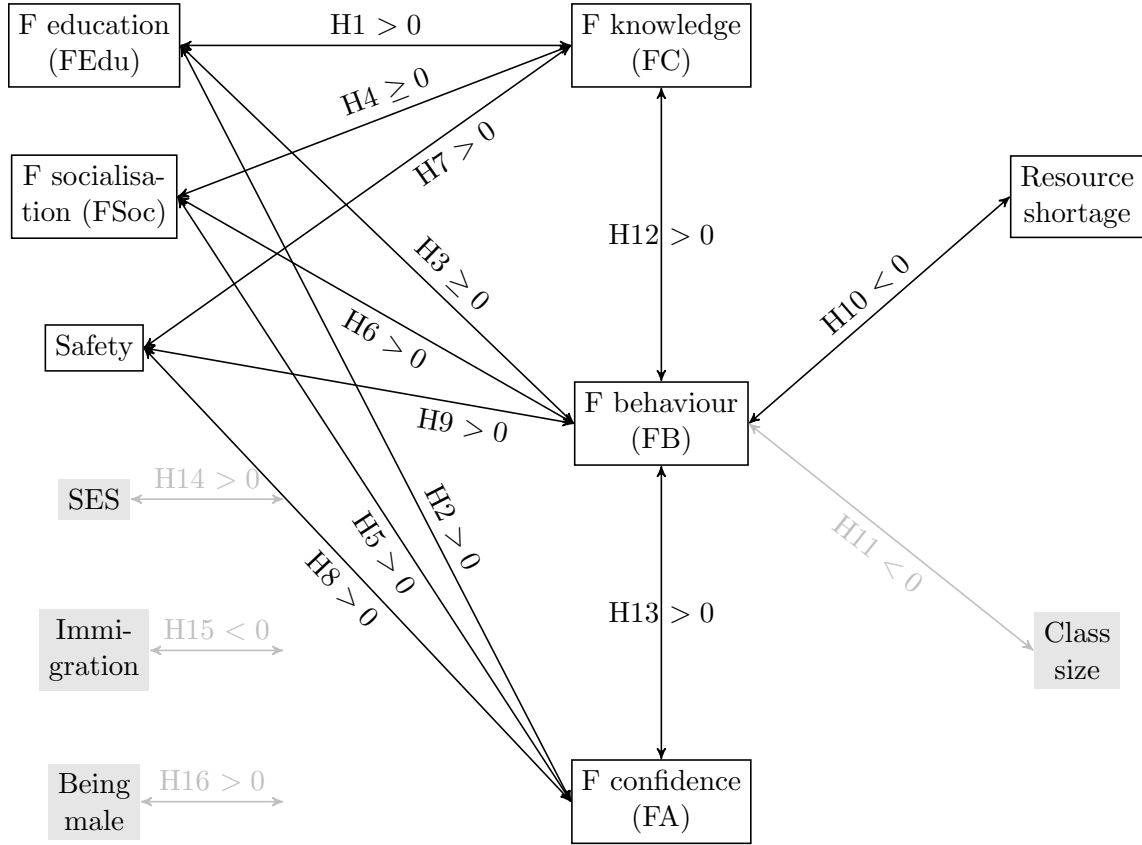 F education
(FEdu)
H1 > 0
F knowledge
(FC)
H4 ≥ 0
H7 > 0
F socialisa-
tion (FSoc)
Resource
shortage
H3 ≥ 0
H12 > 0
H10 < 0
H6 > 0
Safety
H9 > 0
F behaviour
(FB)
SES
H14 > 0
H2 > 0
H5 > 0
H8 > 0
H11 < 0
Immi-
gration
H15 < 0
H13 > 0
Class
size
Being
male
H16 > 0
F confidence
(FA)